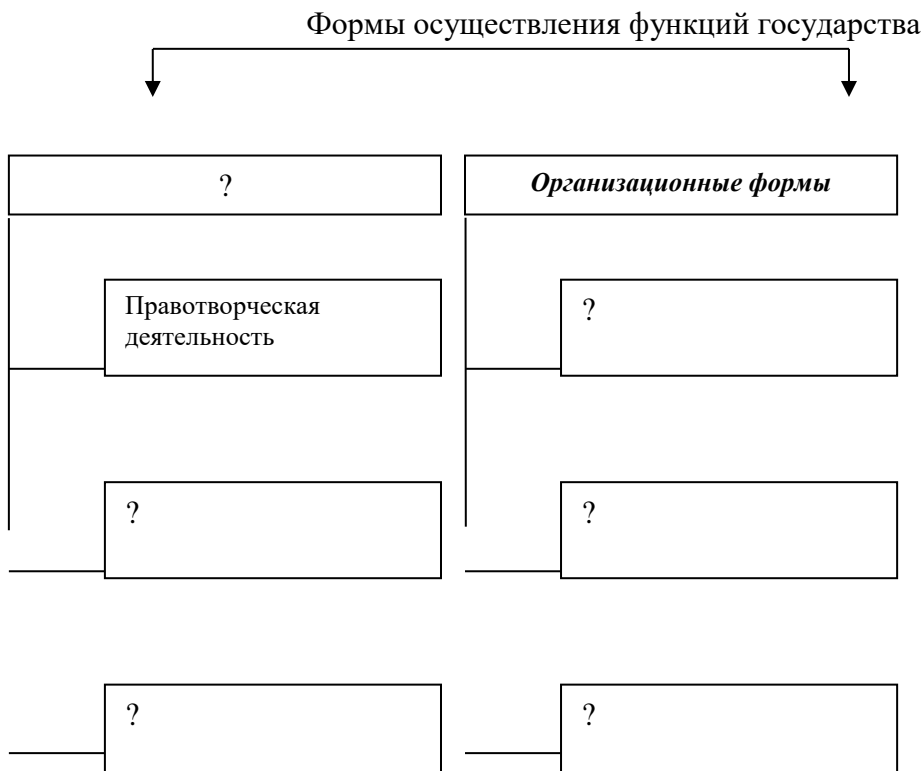 Формы осуществления функций государства
?
Организационные формы
Правотворческая
деятельность
?
?
?
?
?